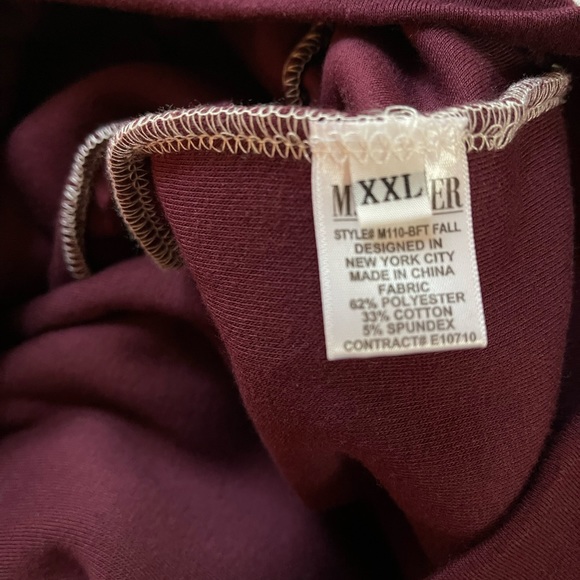 XXL
STYLE# M110-BFT FALL
DESIGNED IN
NEW YORK CITY
MADE IN CHINA
FABRIC
62% POLYESTER
33% COTTON
5% SPUNDEX
CONTRACT# E10710